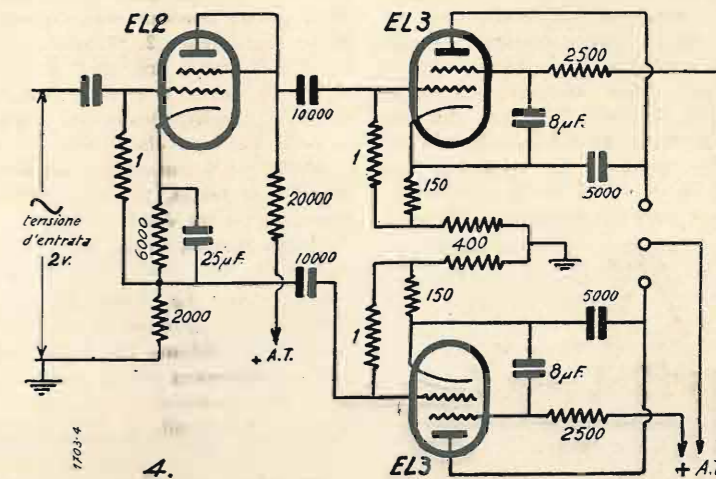 EL2
EL3
2500
10000
8µF.
1
1
150
5000
20000
tensione
d'entrata
2v.
6000
25µF.
400
10000
150
5000
2000
1
+ A.T.
8µF.
2500
1703-4
4.
EL3
+ A.T.